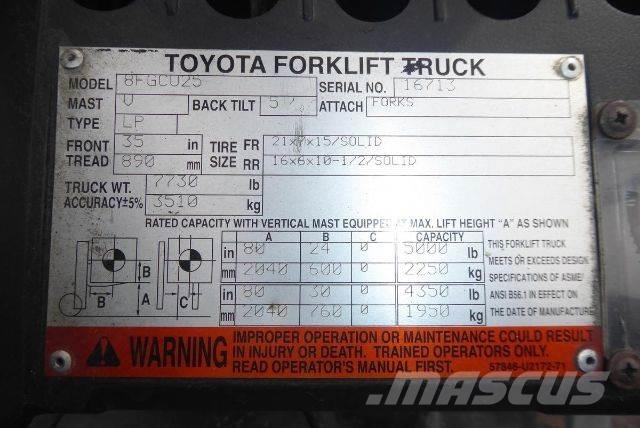 TOYOTA FORKLIFT TRUCK
MODEL 8FGCU25 SERIAL NO. 16713
MAST V BACK TILT 5° ATTACH FORKS
TYPE LP
FRONT 35 in TIRE FR 21x7x15/SOLID
TREAD 890 mm SIZE RR 16x6x10-1/2/SOLID
TRUCK WT. 7730 lb
ACCURACY±5% 3510 kg
RATED CAPACITY WITH VERTICAL MAST EQUIPPED AT MAX. LIFT HEIGHT "A" AS SHOWN
A B C CAPACITY
in 80 24 0 5000 lb
mm 2040 600 0 2250 kg
in 80 30 0 4350 lb
mm 2040 760 0 1950 kg
B
B A C
THIS FORKLIFT TRUCK
MEETS OR EXCEEDS DESIGN
SPECIFICATIONS OF ASME/
ANSI B56.1 IN EFFECT ON
THE DATE OF MANUFACTURE
WARNING
IMPROPER OPERATION OR MAINTENANCE COULD RESULT
IN INJURY OR DEATH. TRAINED OPERATORS ONLY.
READ OPERATOR'S MANUAL FIRST.
57846-U2172-71
MASCUS